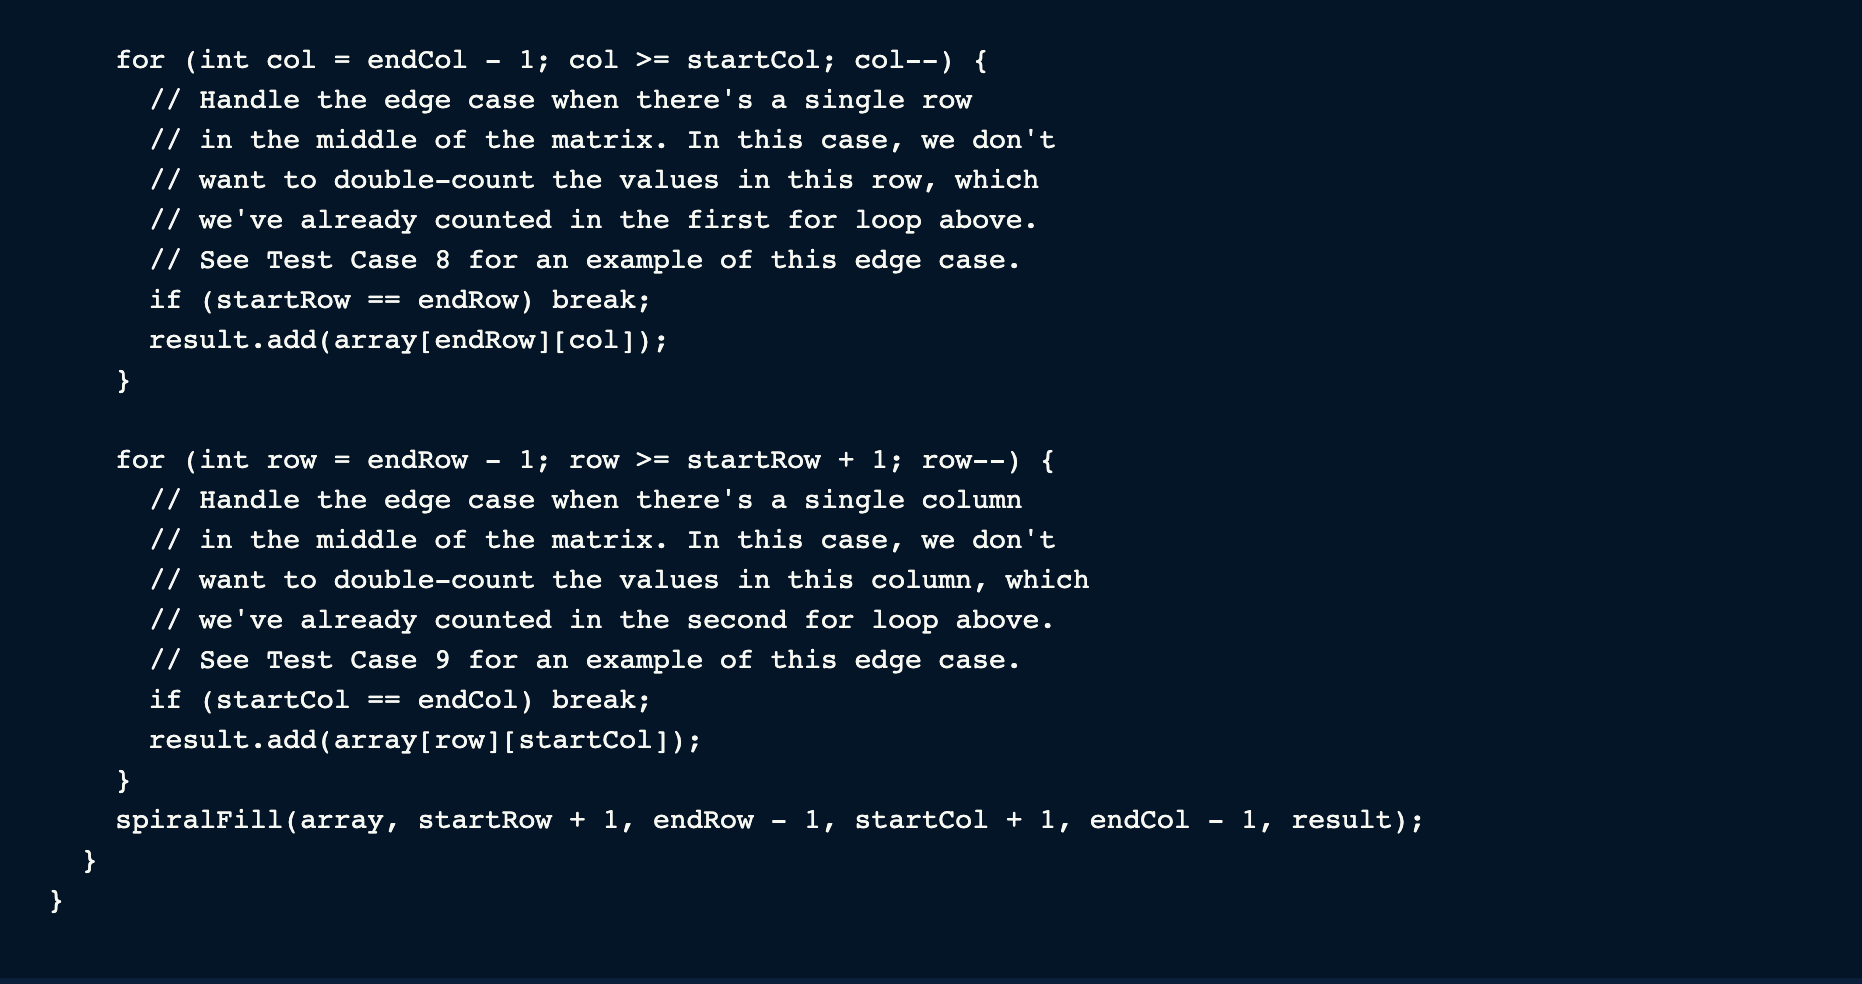 for (int col = endCol - 1; col >= startCol; col--) {
// Handle the edge case when there's a single row
// in the middle of the matrix. In this case, we don't
// want to double-count the values in this row, which
// we've already counted in the first for loop above.
// See Test Case 8 for an example of this edge case.
if (startRow == endRow) break;
result.add(array[endRow][col]);
}
for (int row = endRow - 1; row >= startRow + 1; row--) {
// Handle the edge case when there's a single column
// in the middle of the matrix. In this case, we don't
// want to double-count the values in this column, which
// we've already counted in the second for loop above.
// See Test Case 9 for an example of this edge case.
if (startCol == endCol) break;
result.add(array[row][startCol]);
}
spiralFill(array, startRow + 1, endRow - 1, startCol + 1, endCol - 1, result);
}
}